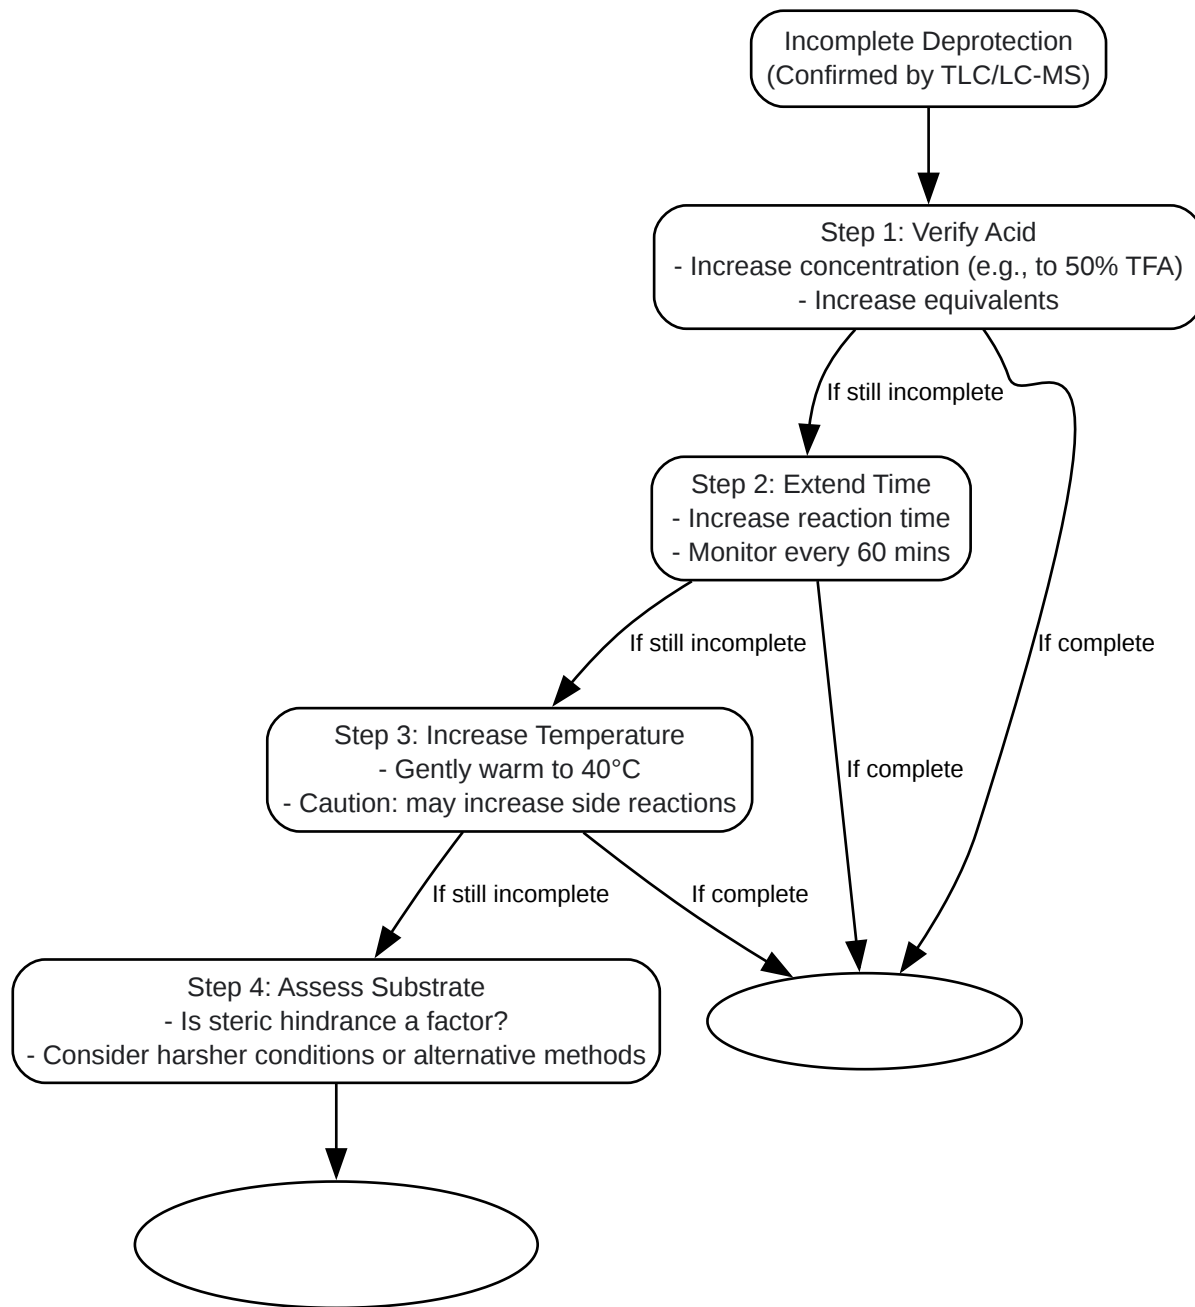 Incomplete Deprotection
(Confirmed by TLC/LC-MS)
Step 1: Verify Acid
- Increase concentration (e.g., to 50% TFA)
- Increase equivalents
If still incomplete
Step 2: Extend Time
- Increase reaction time
- Monitor every 60 mins
If still incomplete
If complete
Step 3: Increase Temperature
- Gently warm to 40°C
- Caution: may increase side reactions
If complete
If still incomplete
If complete
Step 4: Assess Substrate
- Is steric hindrance a factor?
- Consider harsher conditions or alternative methods